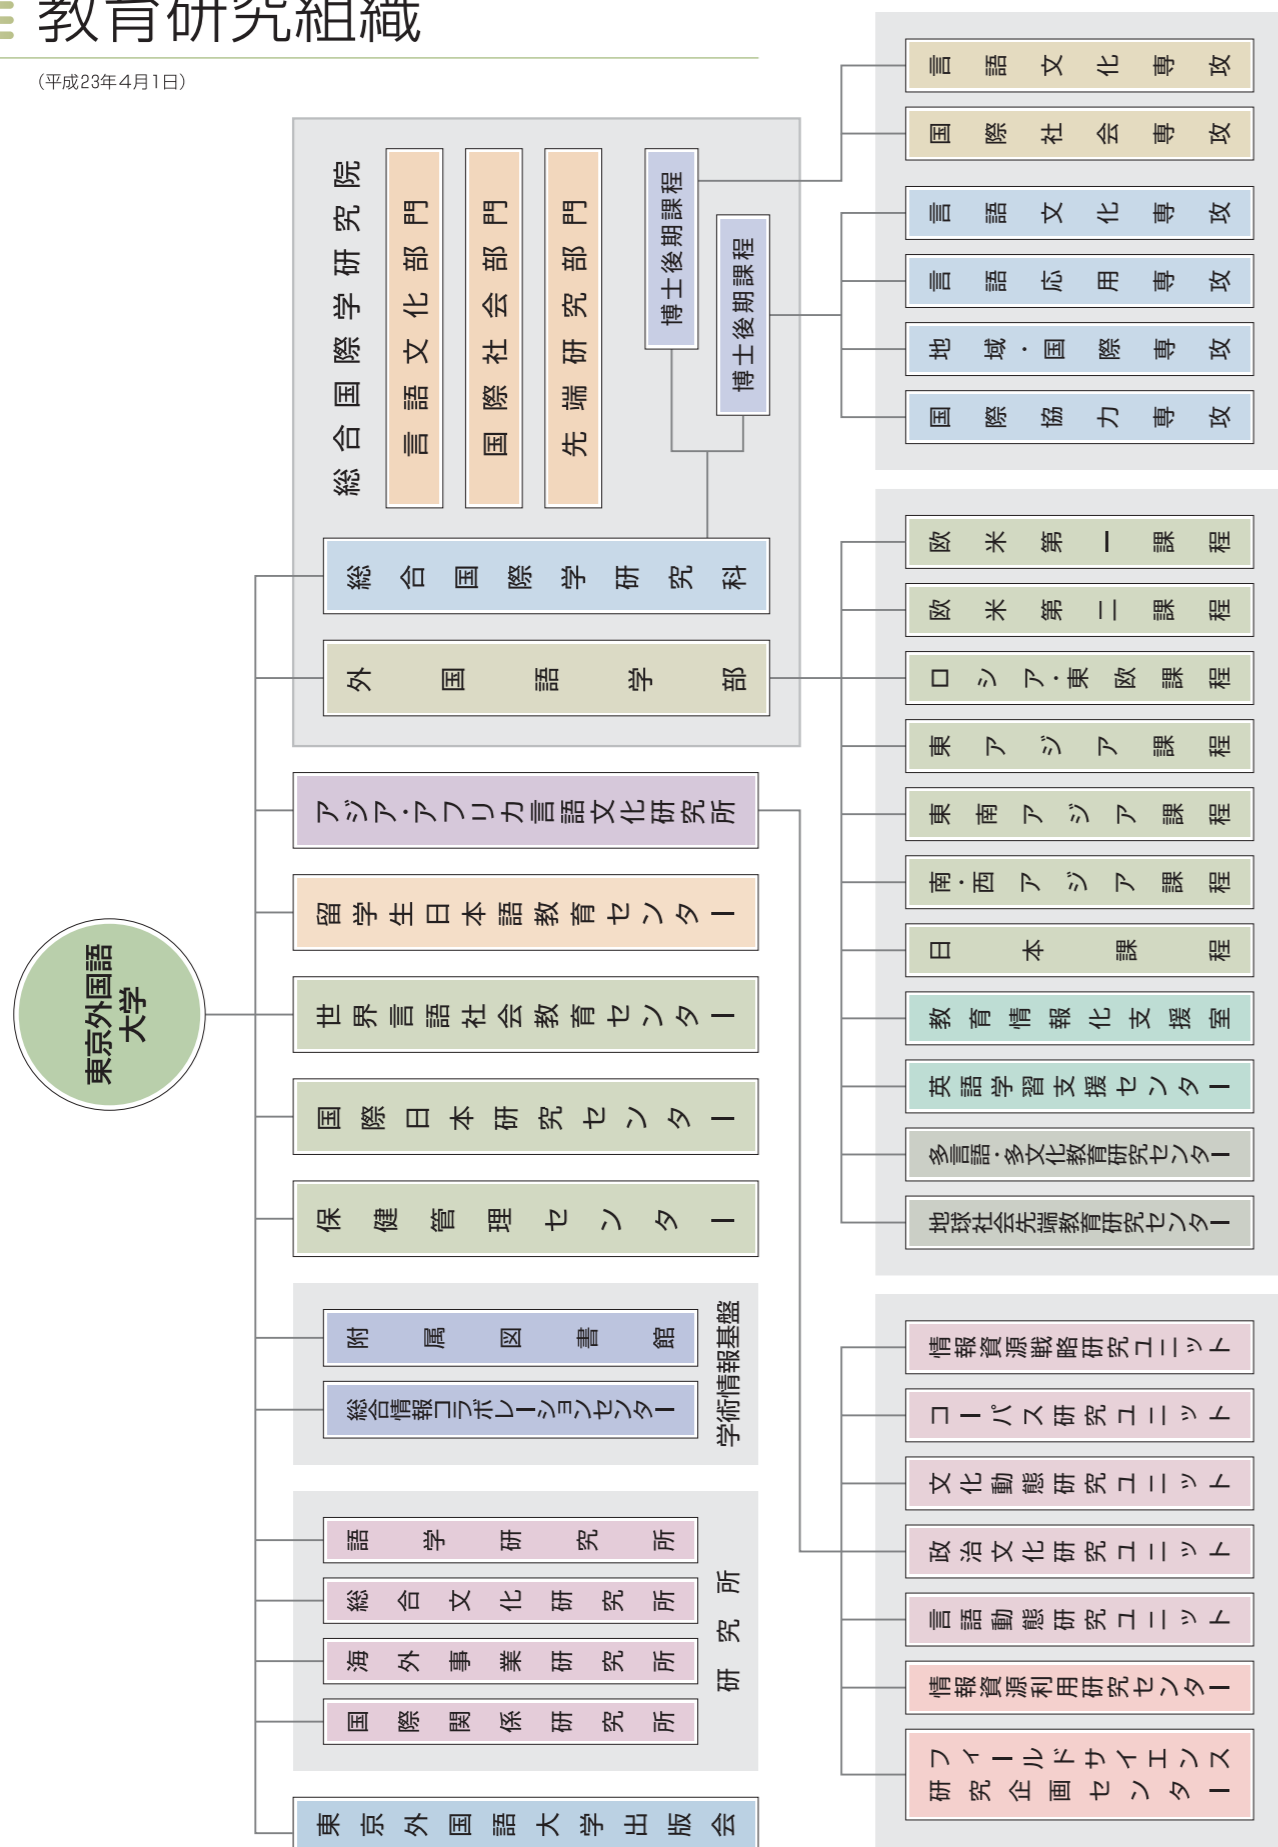 教育研究組織
(平成23年4月1日)
東京外国語
大学
総合国際学研究院
言語文化部門
国際社会部門
先端研究部門
博士後期課程
博士後期課程
総合国際学研究科
外国語学部
言語文化専攻
国際社会専攻
言語文化専攻
言語応用専攻
地域・国際専攻
国際協力専攻
欧米第一課程
欧米第二課程
ロシア・東欧課程
東アジア課程
東南アジア課程
南・西アジア課程
日本課程
教育情報化支援室
英語学習支援センター
多言語・多文化教育研究センター
地球社会先端教育研究センター
アジア・アフリカ言語文化研究所
留学生日本語教育センター
世界言語社会教育センター
国際日本研究センター
保健管理センター
附属図書館
総合情報コラボレーションセンター
学術情報基盤
語学研究所
総合文化研究所
海外事業研究所
国際関係研究所
研究所
東京外国語大学出版会
情報資源戦略研究ユニット
コーパス研究ユニット
文化動態研究ユニット
政治文化研究ユニット
言語動態研究ユニット
情報資源利用研究センター
フィールドサイエンス
研究企画センター